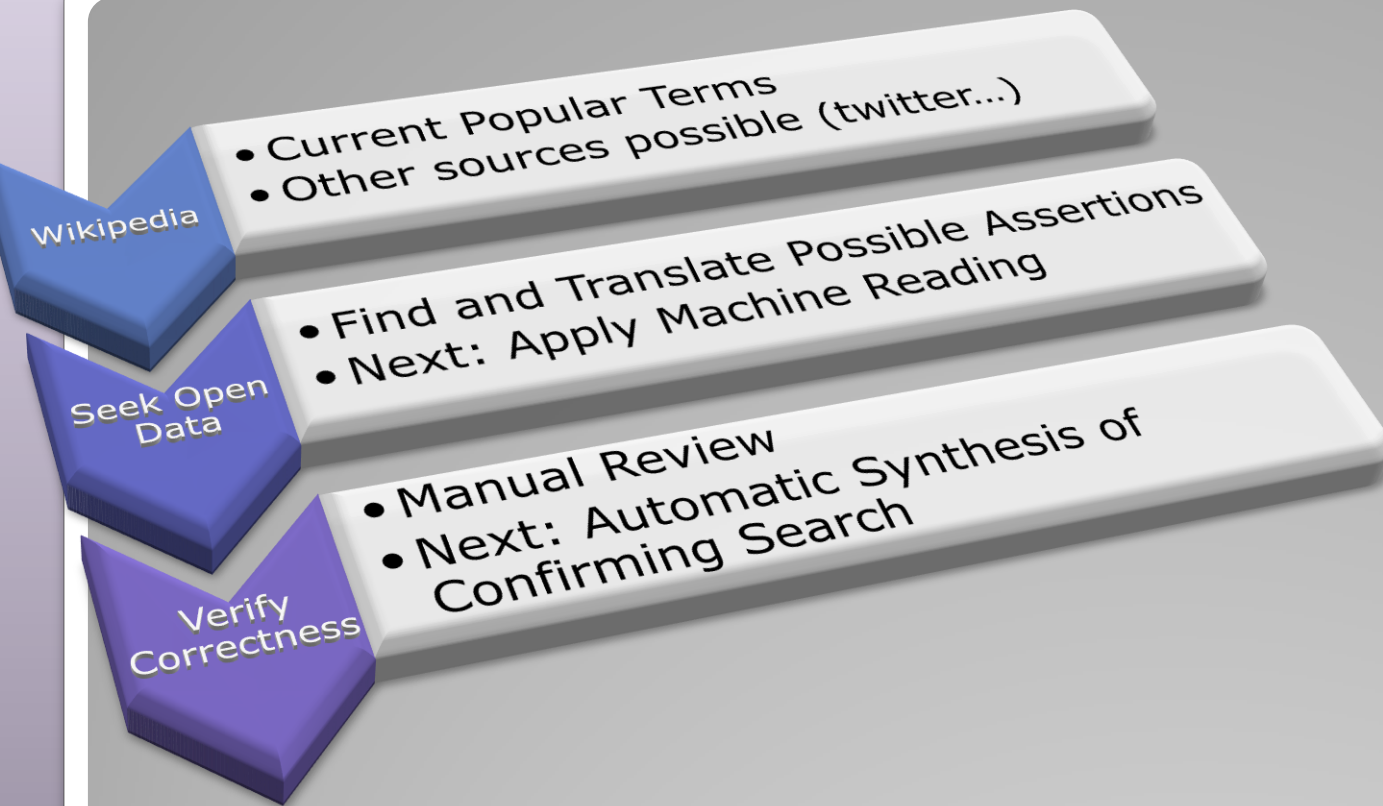 Wikipedia
• Current Popular Terms
• Other sources possible (twitter...)
Seek Open
Data
• Find and Translate Possible Assertions
• Next: Apply Machine Reading
Verify
Correctness
• Manual Review
• Next: Automatic Synthesis of
Confirming Search